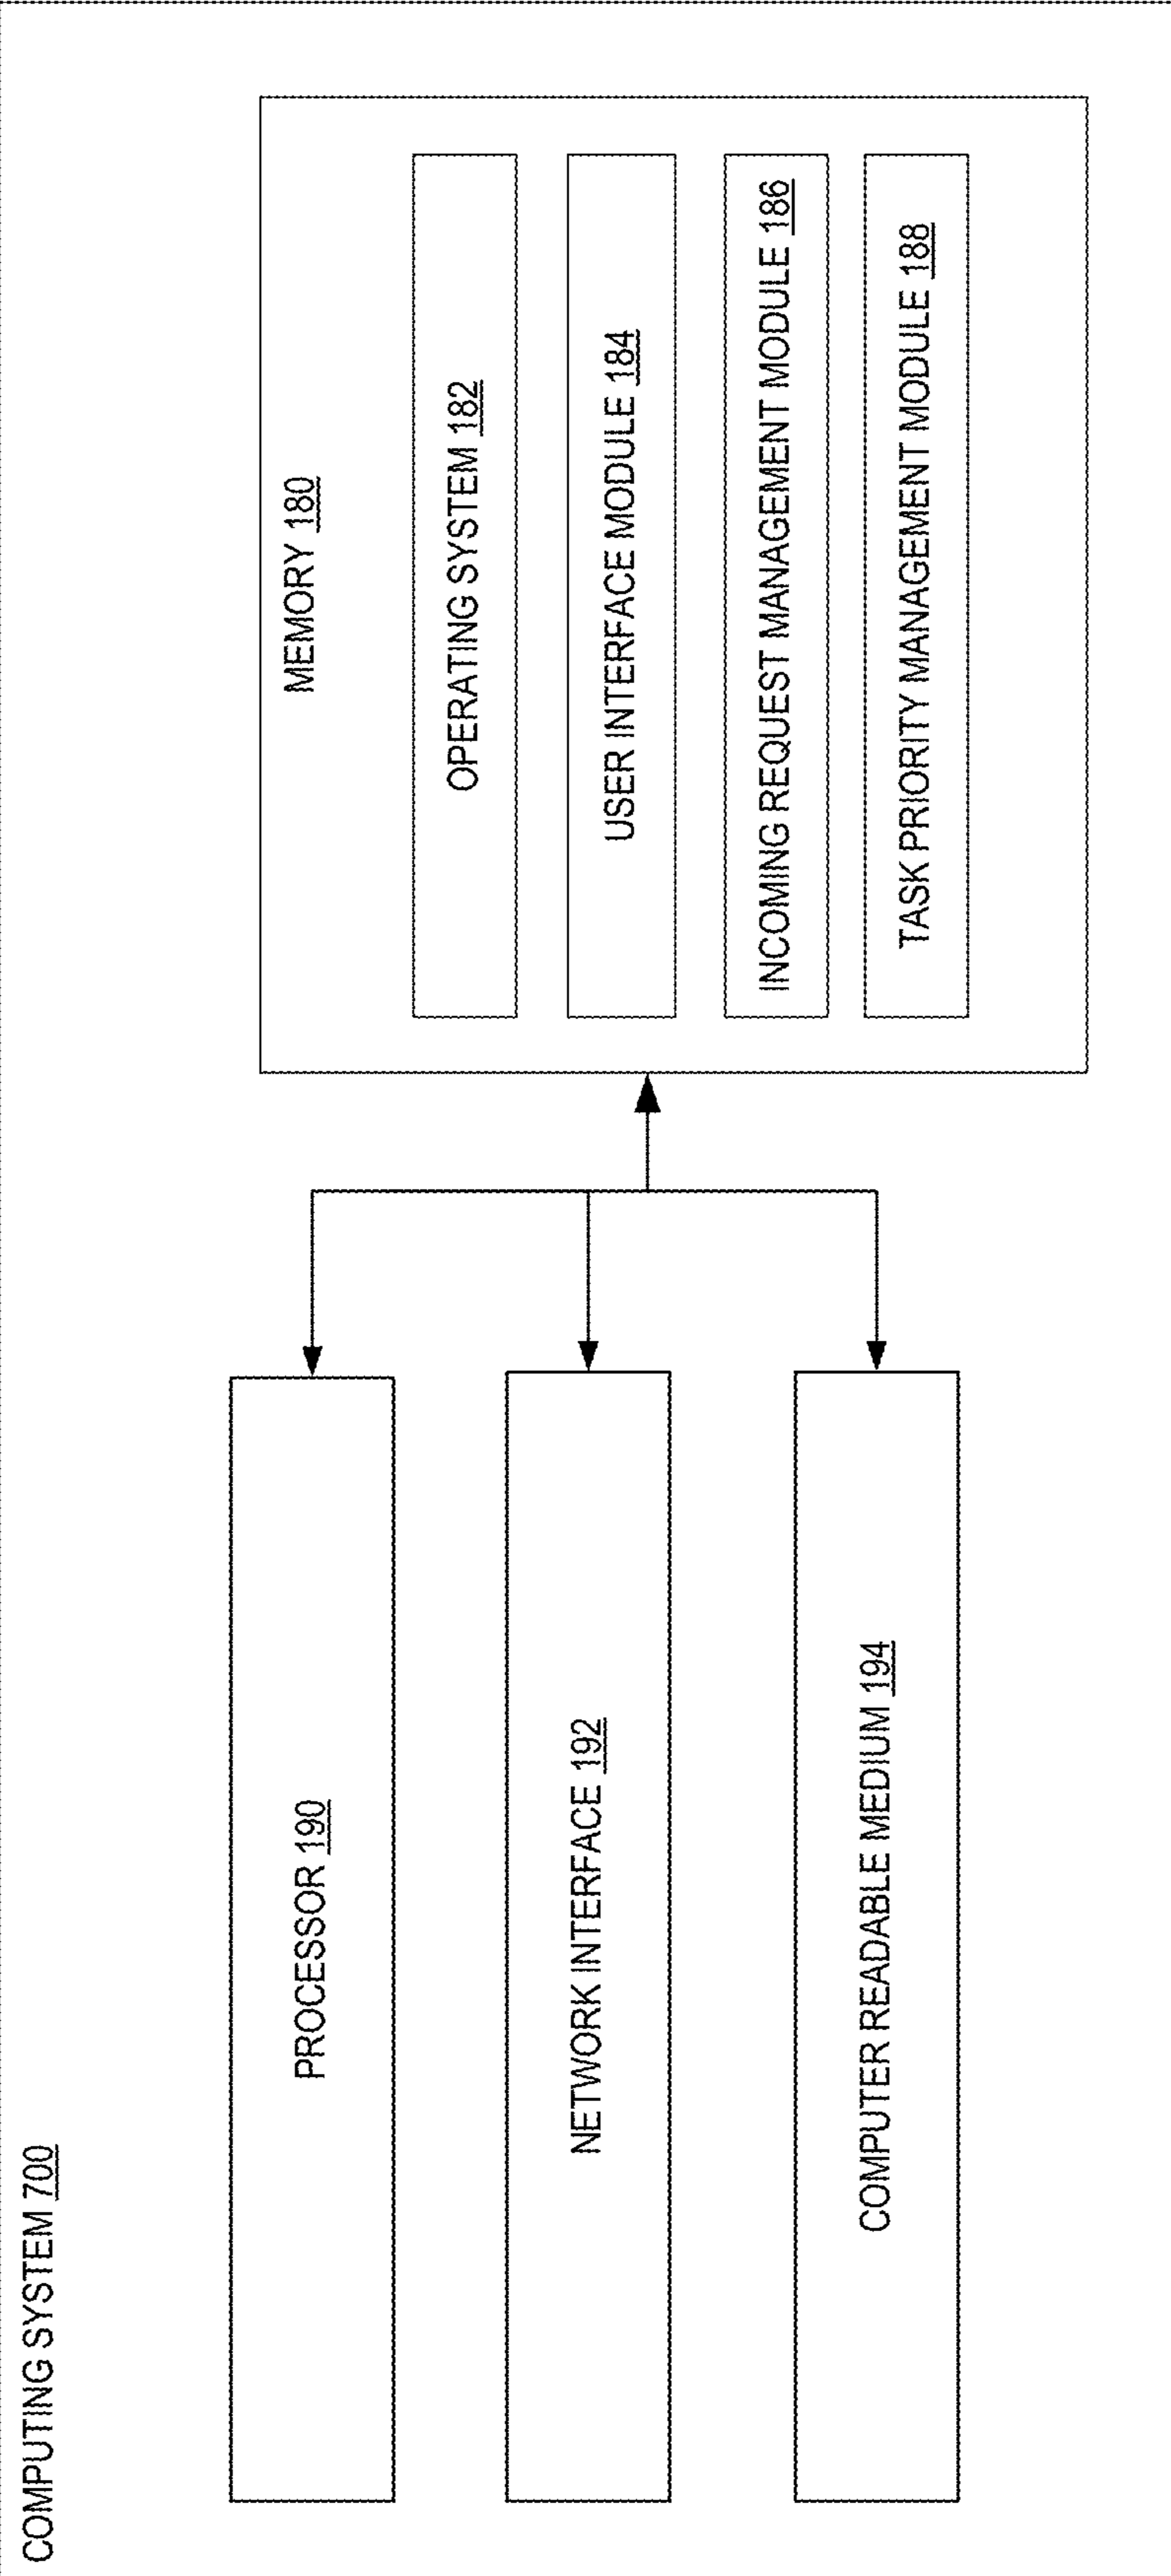 COMPUTING SYSTEM 700
PROCESSOR 190
NETWORK INTERFACE 192
COMPUTER READABLE MEDIUM 194
MEMORY 180
OPERATING SYSTEM 182
USER INTERFACE MODULE 184
INCOMING REQUEST MANAGEMENT MODULE 186
TASK PRIORITY MANAGEMENT MODULE 188